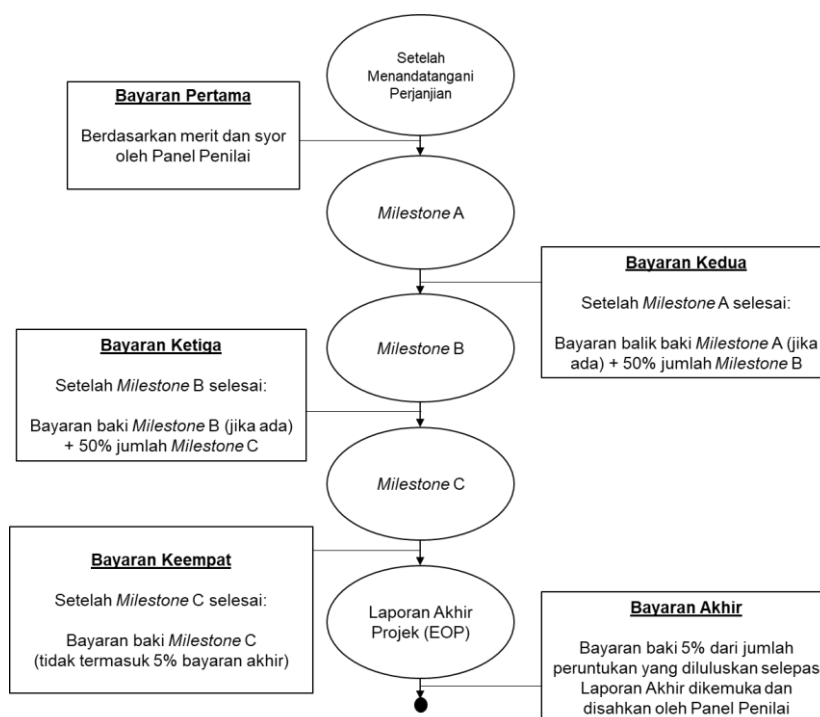 Setelah
Menandatangani
Perjanjian
Bayaran Pertama
Berdasarkan merit dan syor
oleh Panel Penilai
Milestone A
Bayaran Kedua
Setelah Milestone A selesai:
Bayaran balik baki Milestone A (jika
ada) + 50% jumlah Milestone B
Milestone B
Bayaran Ketiga
Setelah Milestone B selesai:
Bayaran baki Milestone B (jika ada)
+ 50% jumlah Milestone C
Milestone C
Bayaran Keempat
Setelah Milestone C selesai:
Bayaran baki Milestone C
(tidak termasuk 5% bayaran akhir)
Laporan Akhir
Projek (EOP)
Bayaran Akhir
Bayaran baki 5% dari jumlah
peruntukan yang diluluskan selepas
Laporan Akhir dikemuka dan
disahkan oleh Panel Penilai